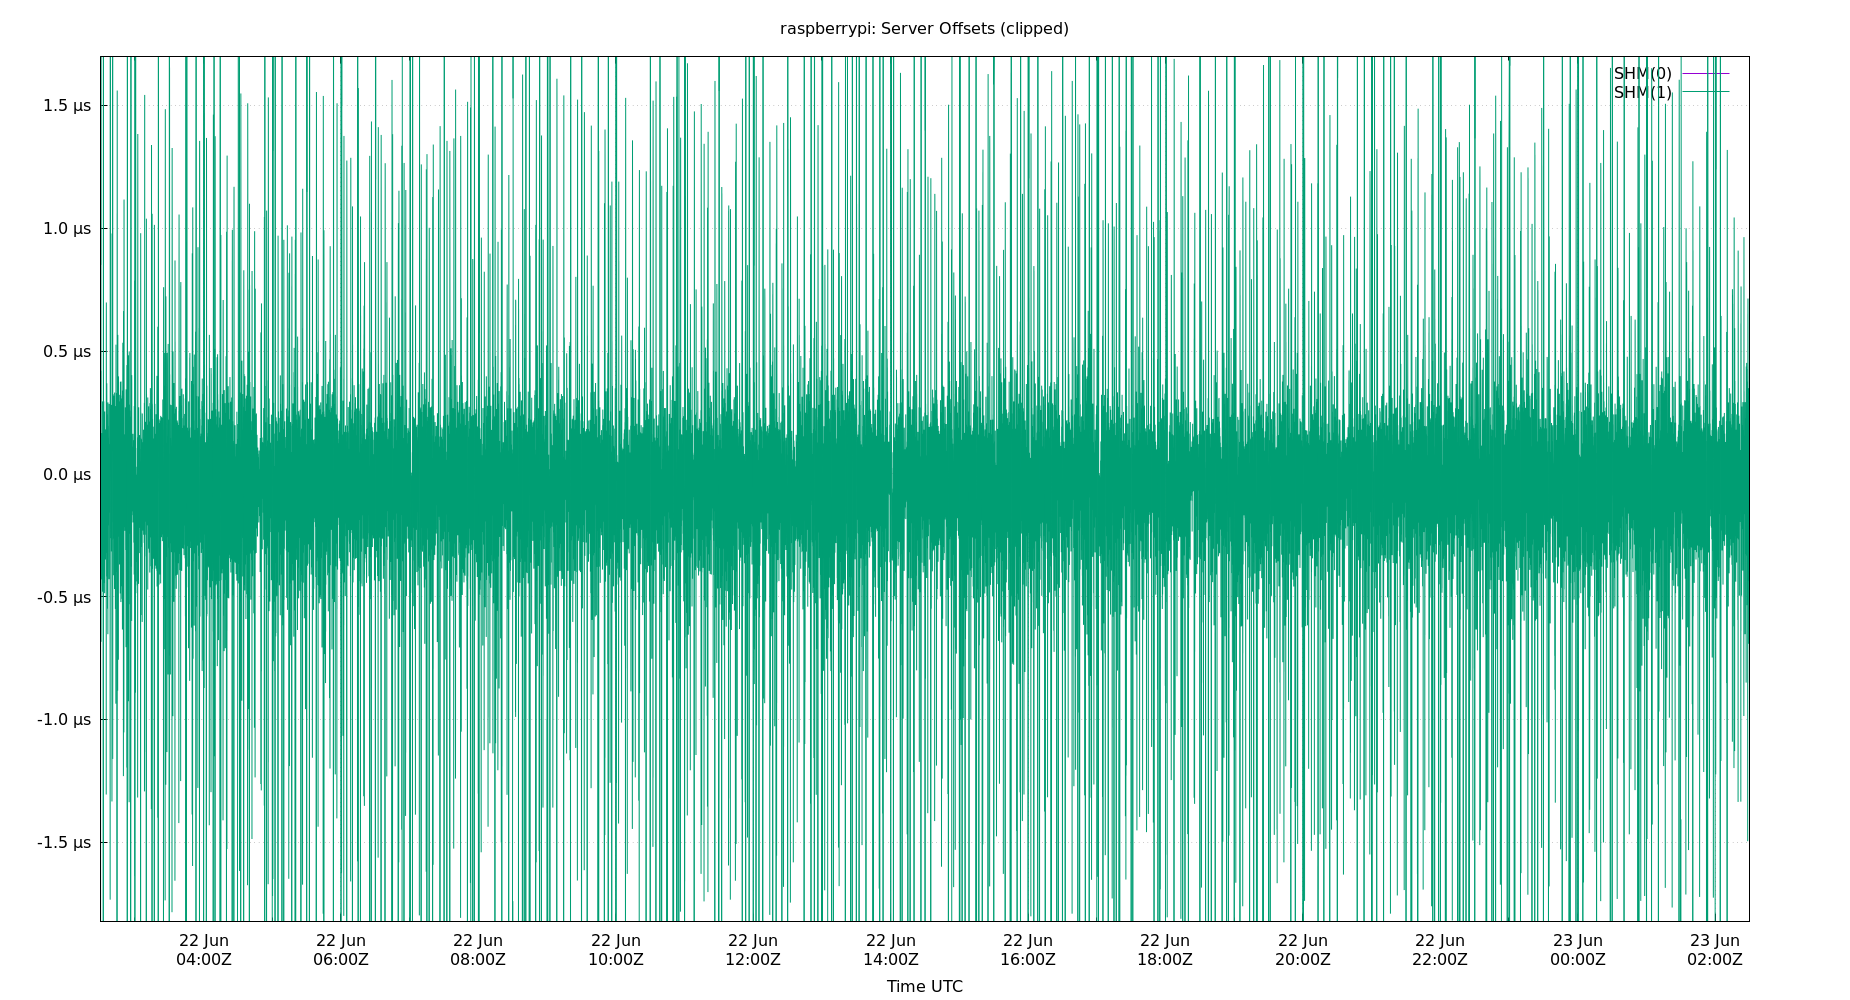 raspberrypi: Server Offsets (clipped)
SHM(0)
SHM(1)
1.5 µs
1.0 µs
0.5 µs
0.0 µs
-0.5 µs
-1.0 µs
-1.5 µs
22 Jun 22 Jun 22 Jun 22 Jun 22 Jun 22 Jun 22 Jun 22 Jun 22 Jun 22 Jun 23 Jun 23 Jun
04:00Z 06:00Z 08:00Z 10:00Z 12:00Z 14:00Z 16:00Z 18:00Z 20:00Z 22:00Z 00:00Z 02:00Z
Time UTC